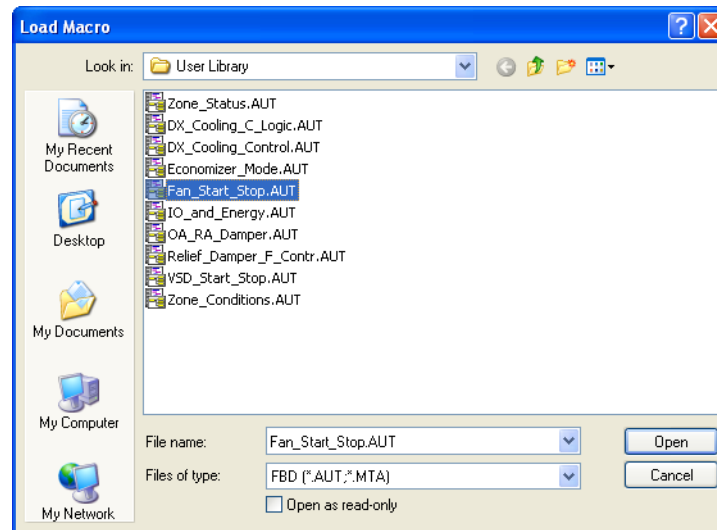 Load Macro
Look in: User Library
My Recent
Documents
Desktop
My Documents
My Computer
My Network
Zone_Status.AUT
DX_Cooling_C_Logic.AUT
DX_Cooling_Control.AUT
Economizer_Mode.AUT
Fan_Start_Stop.AUT
IO_and_Energy.AUT
OA_RA_Damper.AUT
Relief_Damper_F_Contr.AUT
VSD_Start_Stop.AUT
Zone_Conditions.AUT
File name: Fan_Start_Stop.AUT Open
Files of type: FBD (*.AUT;*.MTA) Cancel
Open as read-only